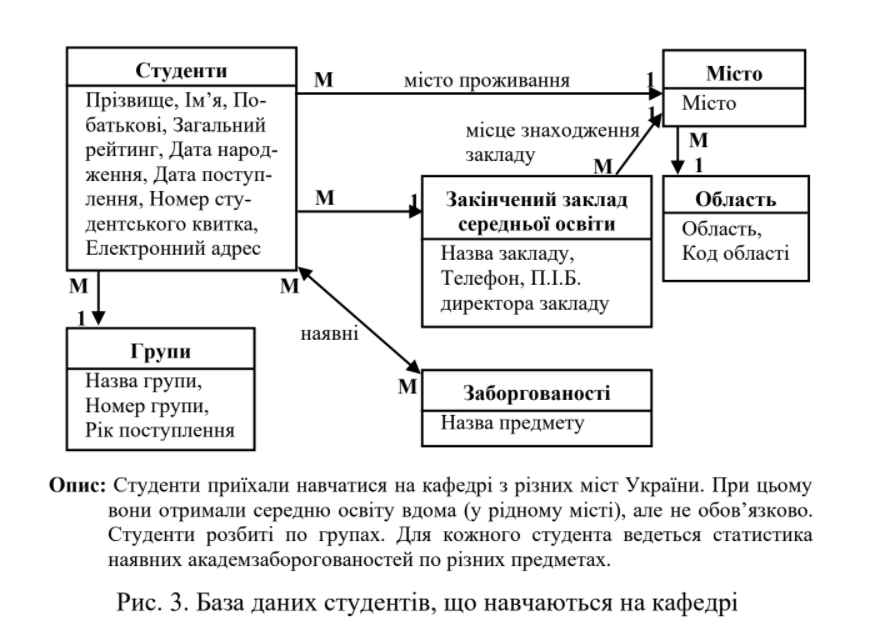 Студенти
Прізвище, Ім’я, По-
батькові, Загальний
рейтинг, Дата народ-
ження, Дата поступ-
лення, Номер сту-
дентського квитка,
Електронний адрес
М
місто проживання
1
Місто
Місто
1
місце знаходження
закладу
М
М
1
М
1
Закінчений заклад
середньої освіти
Назва закладу,
Телефон, П.І.Б.
директора закладу
Область
Область,
Код області
М
1
М
наявні
М
Групи
Назва групи,
Номер групи,
Рік поступлення
Заборгованості
Назва предмету
Опис: Студенти приїхали навчатися на кафедрі з різних міст України. При цьому
вони отримали середню освіту вдома (у рідному місті), але не обов’язково.
Студенти розбиті по групах. Для кожного студента ведеться статистика
наявних академзаборогованостей по різних предметах.
Рис. 3. База даних студентів, що навчаються на кафедрі